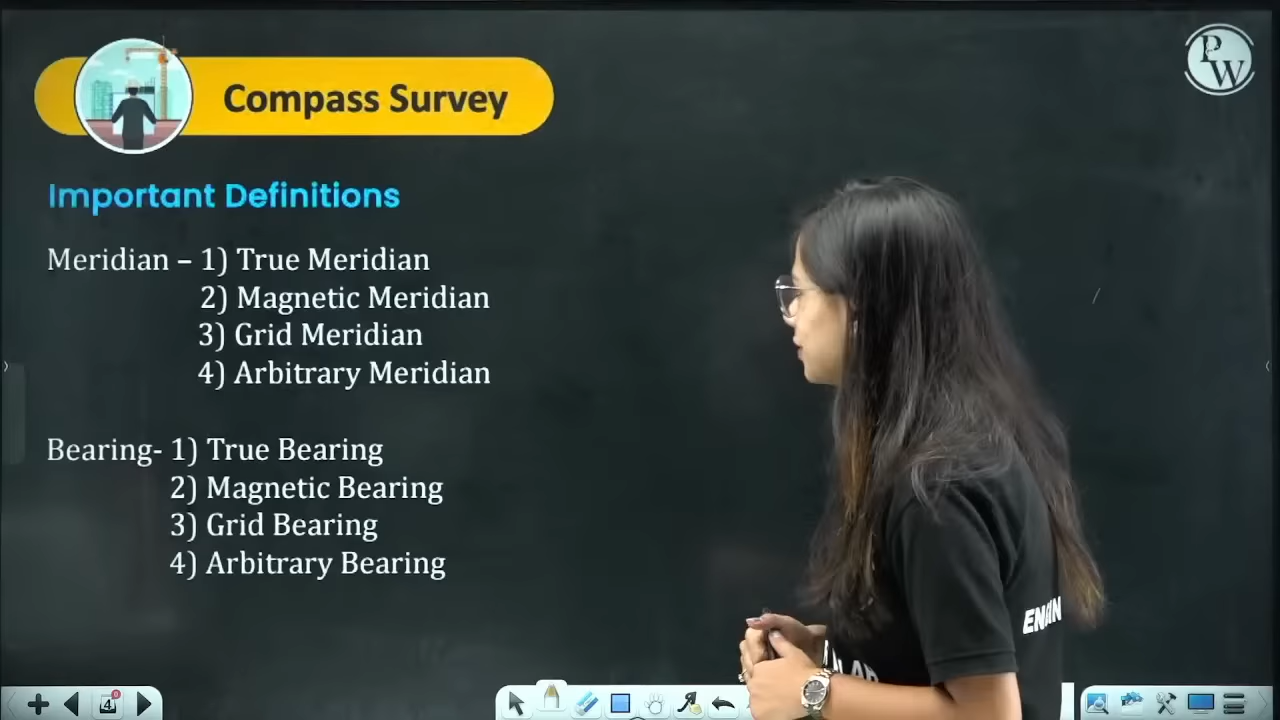 PW
Compass Survey
Important Definitions
Meridian – 1) True Meridian
2) Magnetic Meridian
3) Grid Meridian
4) Arbitrary Meridian
Bearing- 1) True Bearing
2) Magnetic Bearing
3) Grid Bearing
4) Arbitrary Bearing
4